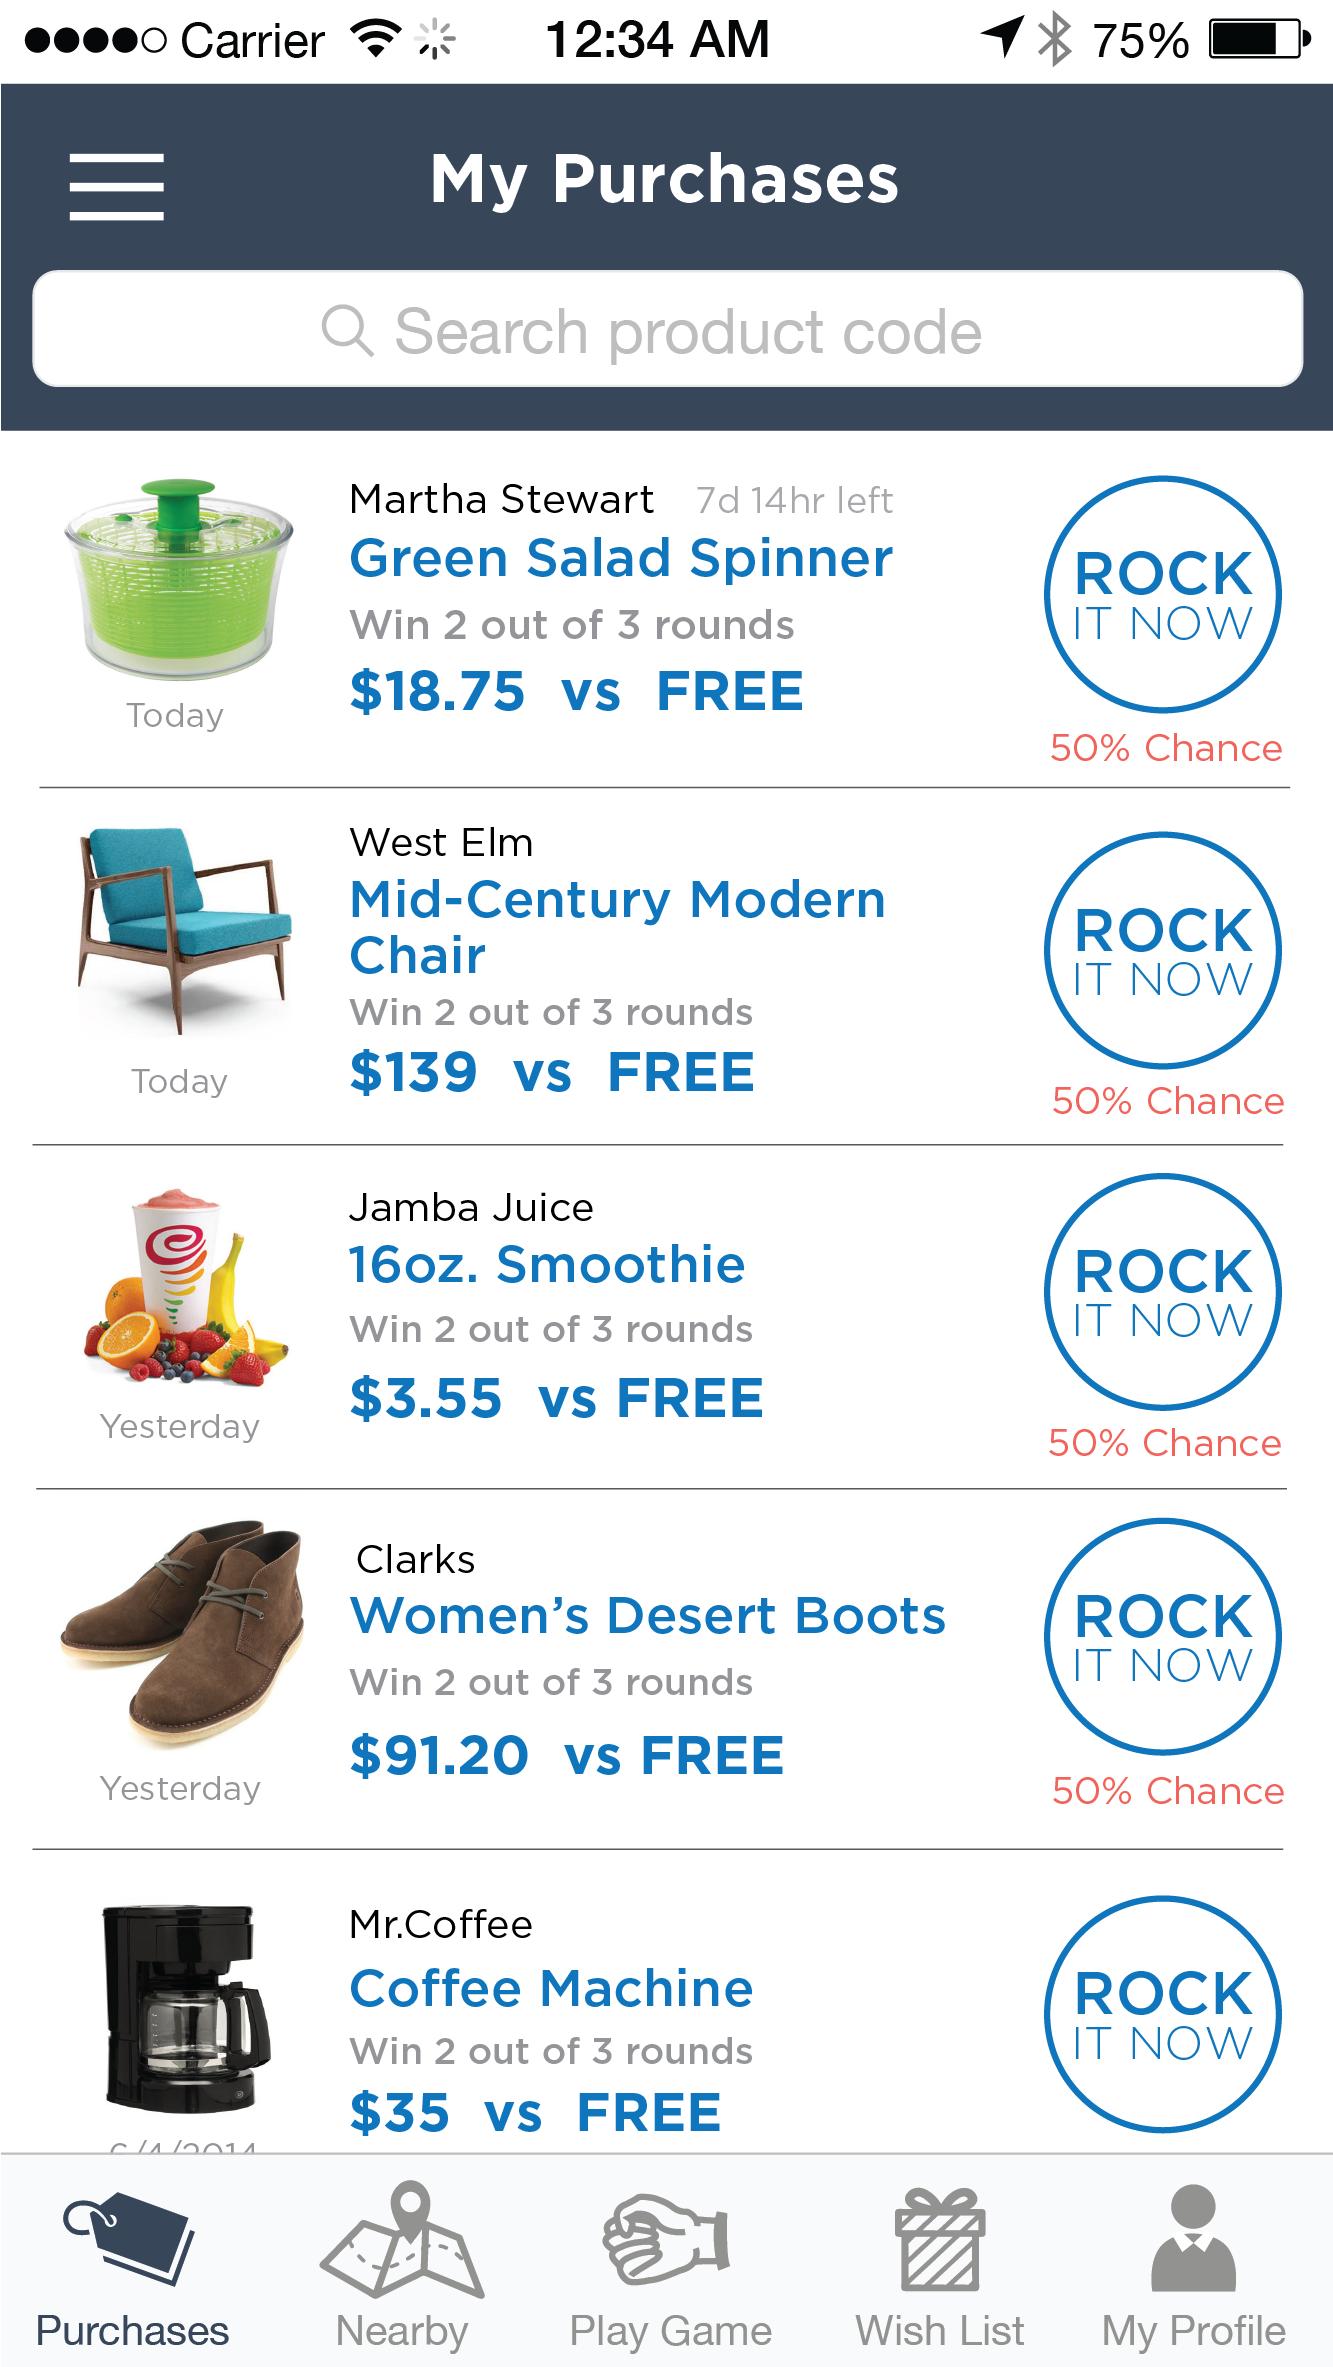 Carrier 12:34 AM 75%
My Purchases
Search product code
Martha Stewart 7d 14hr left
Green Salad Spinner
Win 2 out of 3 rounds
$18.75 vs FREE
Today
ROCK
IT NOW
50% Chance
West Elm
Mid-Century Modern
Chair
Win 2 out of 3 rounds
$139 vs FREE
Today
ROCK
IT NOW
50% Chance
Jamba Juice
16oz. Smoothie
Win 2 out of 3 rounds
$3.55 vs FREE
Yesterday
ROCK
IT NOW
50% Chance
Clarks
Women’s Desert Boots
Win 2 out of 3 rounds
$91.20 vs FREE
Yesterday
ROCK
IT NOW
50% Chance
Mr.Coffee
Coffee Machine
Win 2 out of 3 rounds
$35 vs FREE
6/4/2014
ROCK
IT NOW
Purchases Nearby Play Game Wish List My Profile